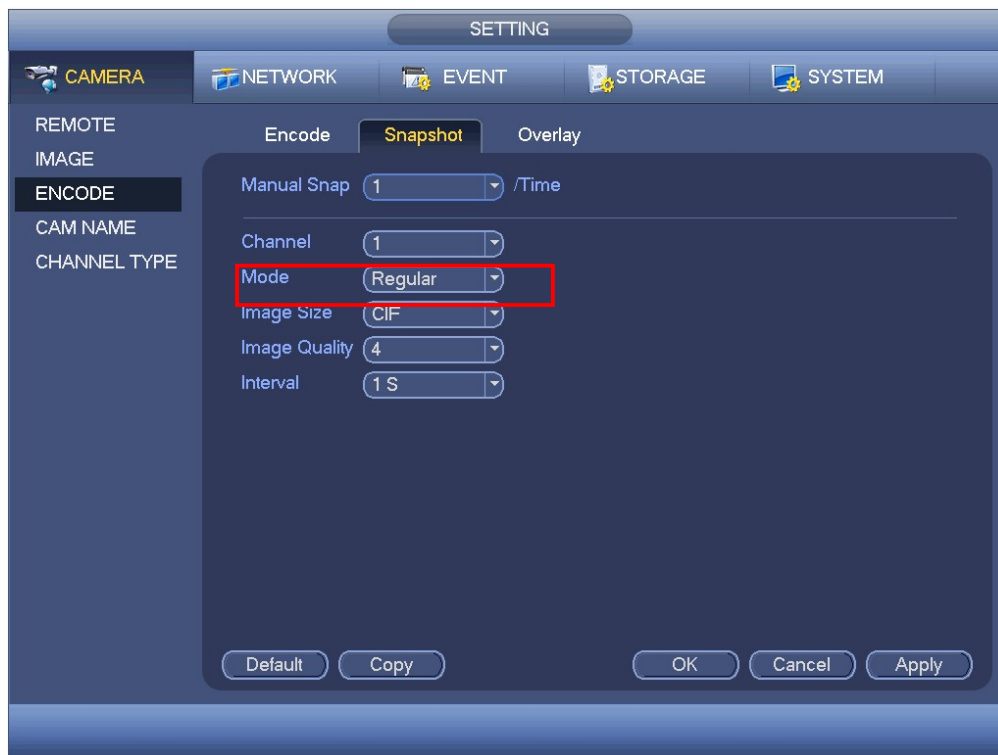 SETTING
CAMERA NETWORK EVENT STORAGE SYSTEM
REMOTE
IMAGE
ENCODE
CAM NAME
CHANNEL TYPE
Encode Snapshot Overlay
Manual Snap 1 /Time
Channel 1
Mode Regular
Image Size CIF
Image Quality 4
Interval 1 S
Default Copy OK Cancel Apply